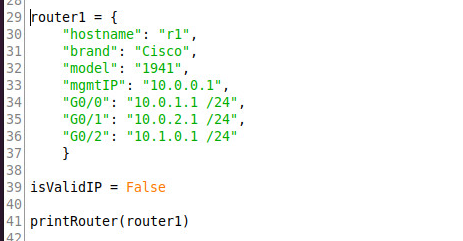 28
29 router1 = {
30     "hostname": "r1",
31     "brand": "Cisco",
32     "model": "1941",
33     "mgmtIP": "10.0.0.1",
34     "G0/0": "10.0.1.1 /24",
35     "G0/1": "10.0.2.1 /24",
36     "G0/2": "10.1.0.1 /24"
37     }
38
39 isValidIP = False
40
41 printRouter(router1)
42